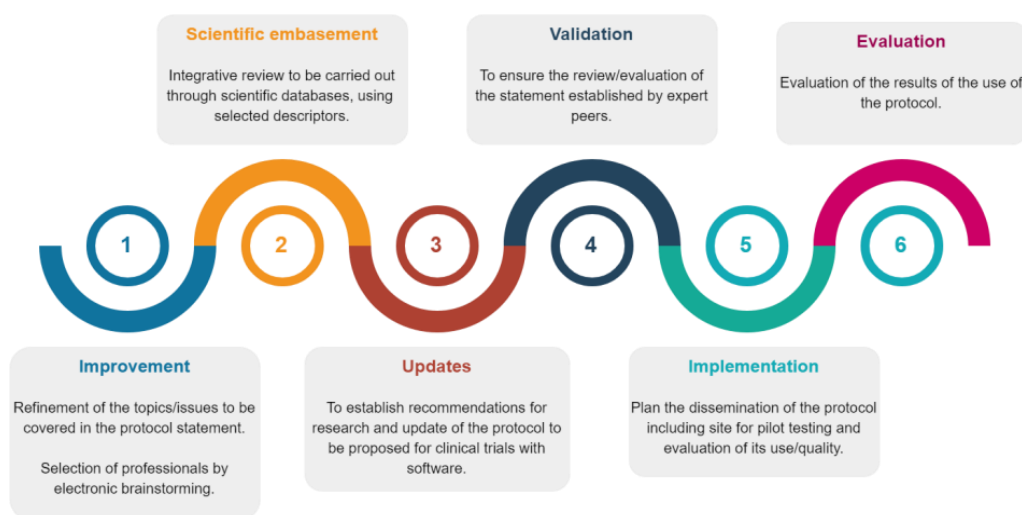 Scientific embasement
Integrative review to be carried out
through scientific databases, using
selected descriptors.
Validation
To ensure the review/evaluation of
the statement established by expert
peers.
Evaluation
Evaluation of the results of the use of
the protocol.
1
2
3
4
5
6
Improvement
Refinement of the topics/issues to be
covered in the protocol statement.
Selection of professionals by
electronic brainstorming.
Updates
To establish recommendations for
research and update of the protocol to
be proposed for clinical trials with
software.
Implementation
Plan the dissemination of the protocol
including site for pilot testing and
evaluation of its use/quality.